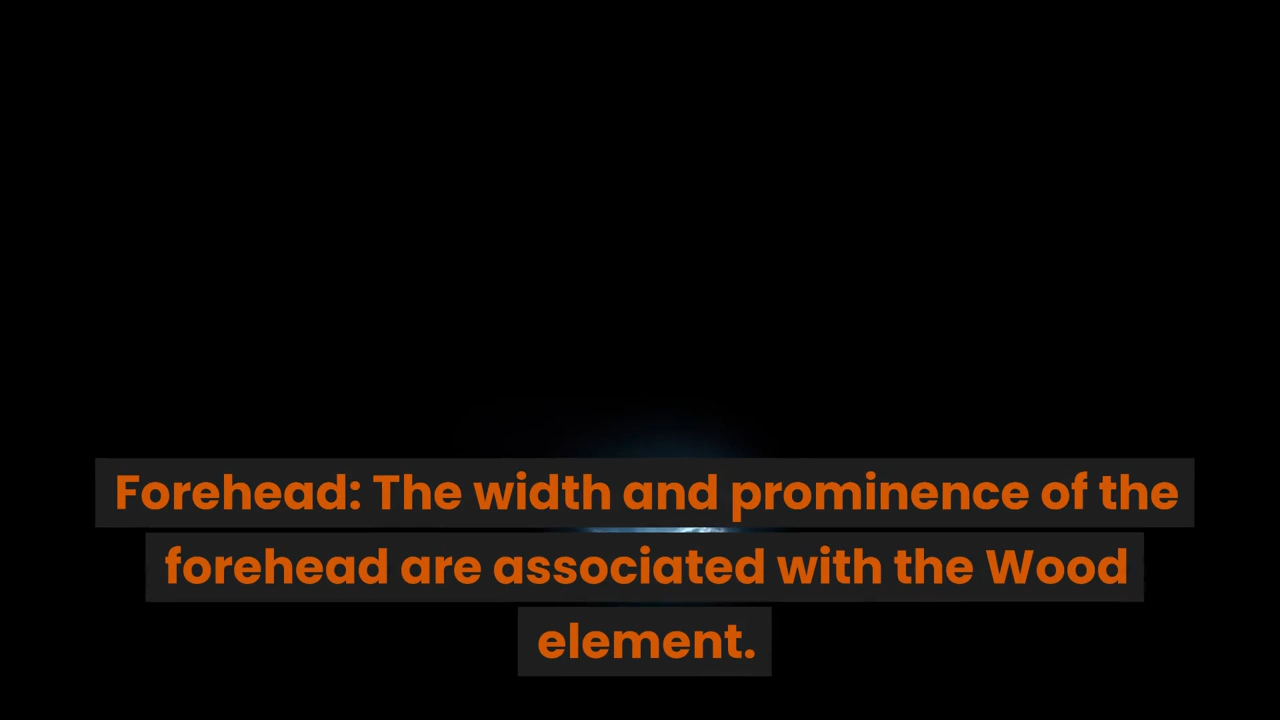 Forehead: The width and prominence of the
forehead are associated with the Wood
element.